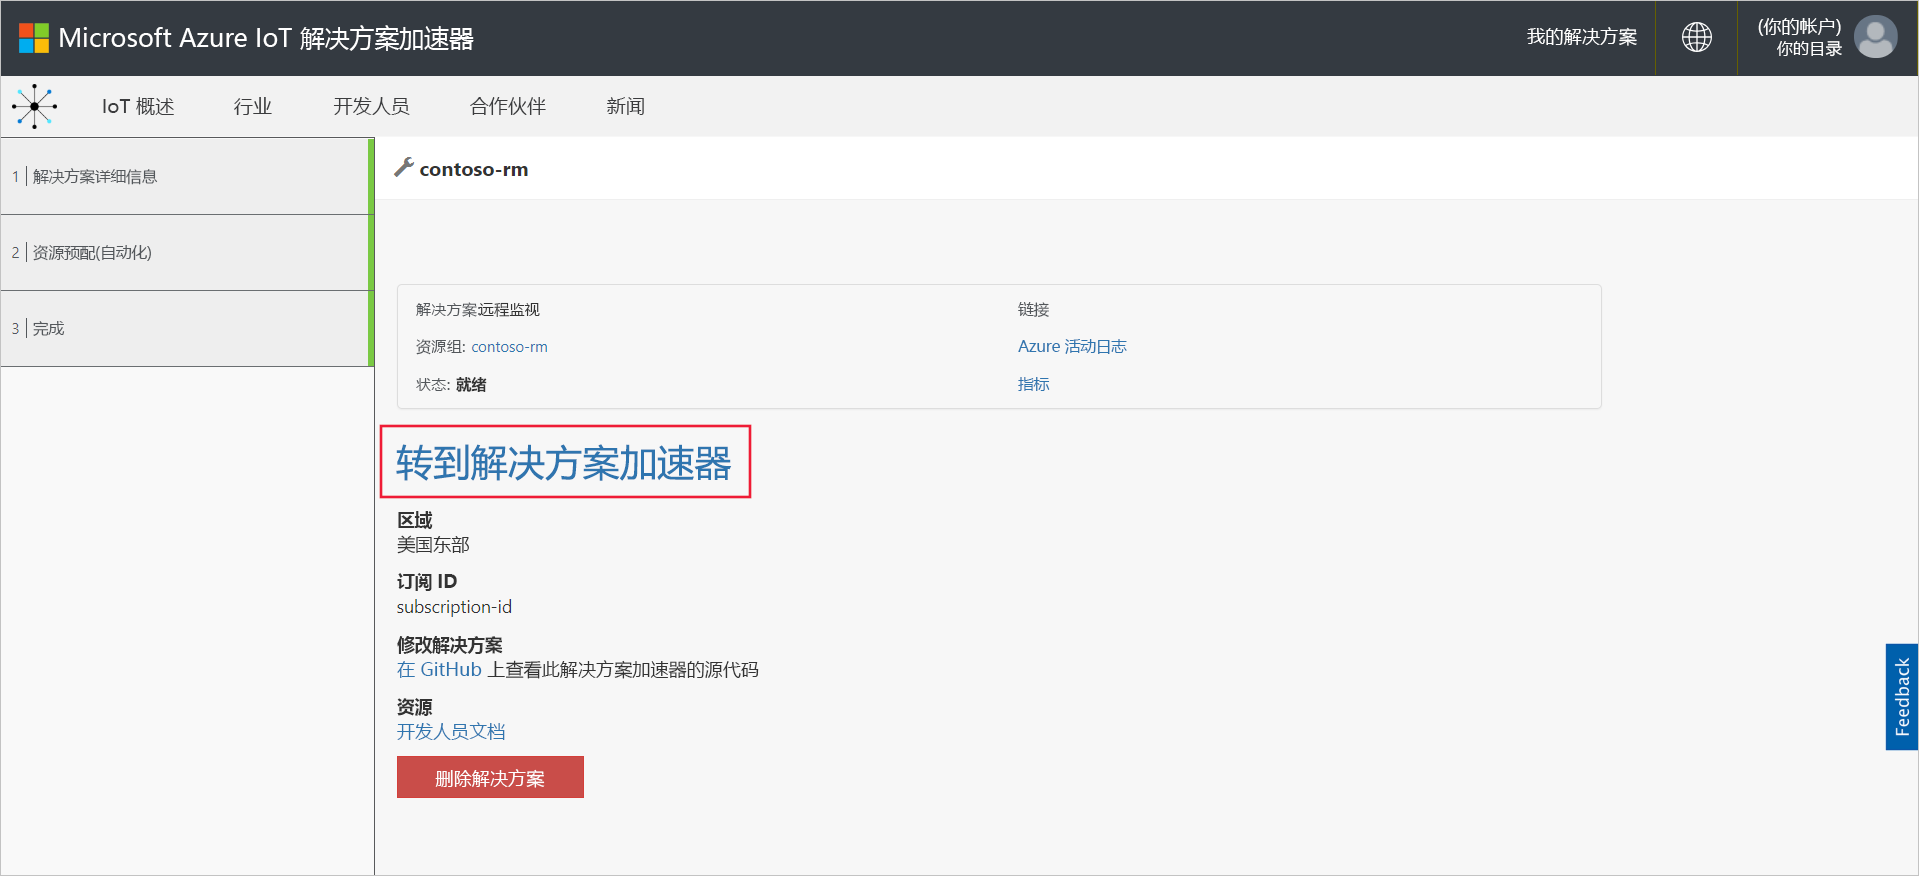 Microsoft Azure IoT 解决方案加速器
我的解决方案
(你的帐户)
你的目录
IoT 概述
行业
开发人员
合作伙伴
新闻
1 解决方案详细信息
2 资源预配(自动化)
3 完成
contoso-rm
解决方案远程监视
资源组: contoso-rm
状态: 就绪
链接
Azure 活动日志
指标
转到解决方案加速器
区域
美国东部
订阅 ID
subscription-id
修改解决方案
在 GitHub 上查看此解决方案加速器的源代码
资源
开发人员文档
删除解决方案
Feedback